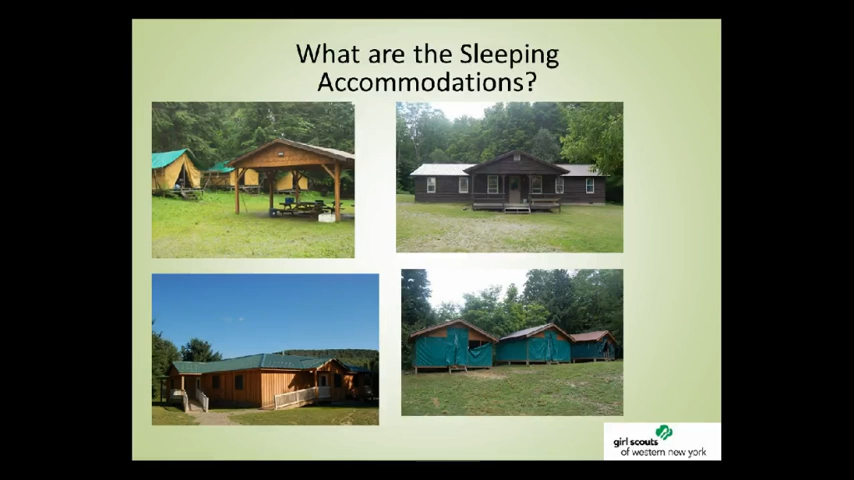 What are the Sleeping
Accommodations?
girl scouts
of western new york